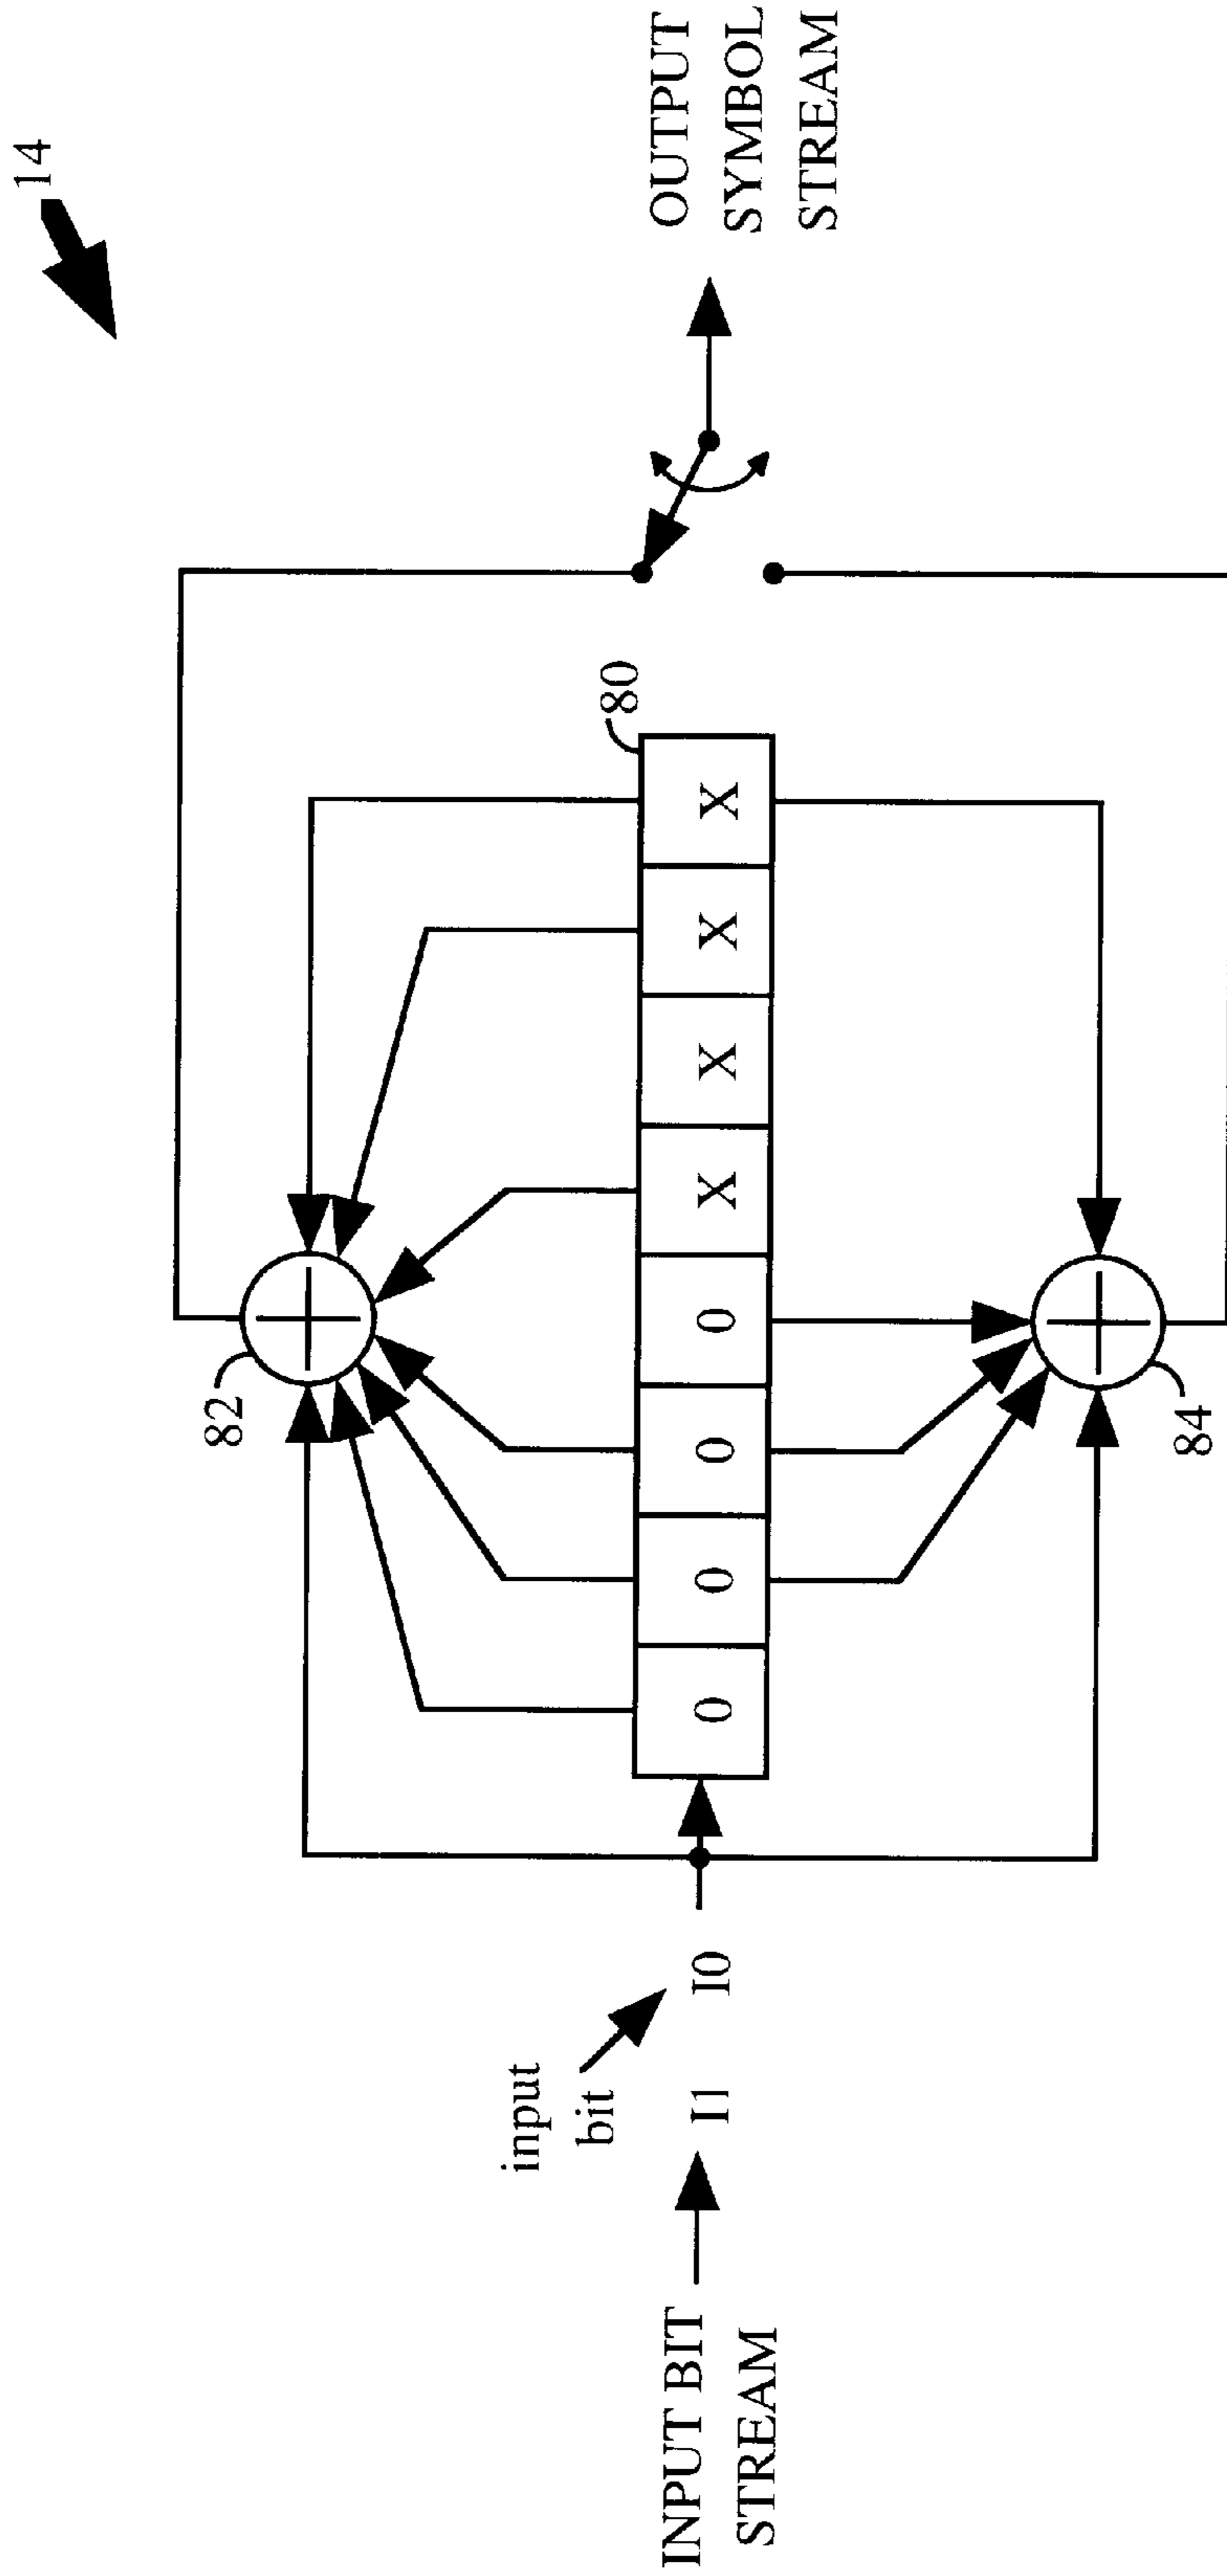 14
82
80
INPUT BIT
STREAM
I1
I0
input
bit
0
0
0
0
X
X
X
X
OUTPUT
SYMBOL
STREAM
84